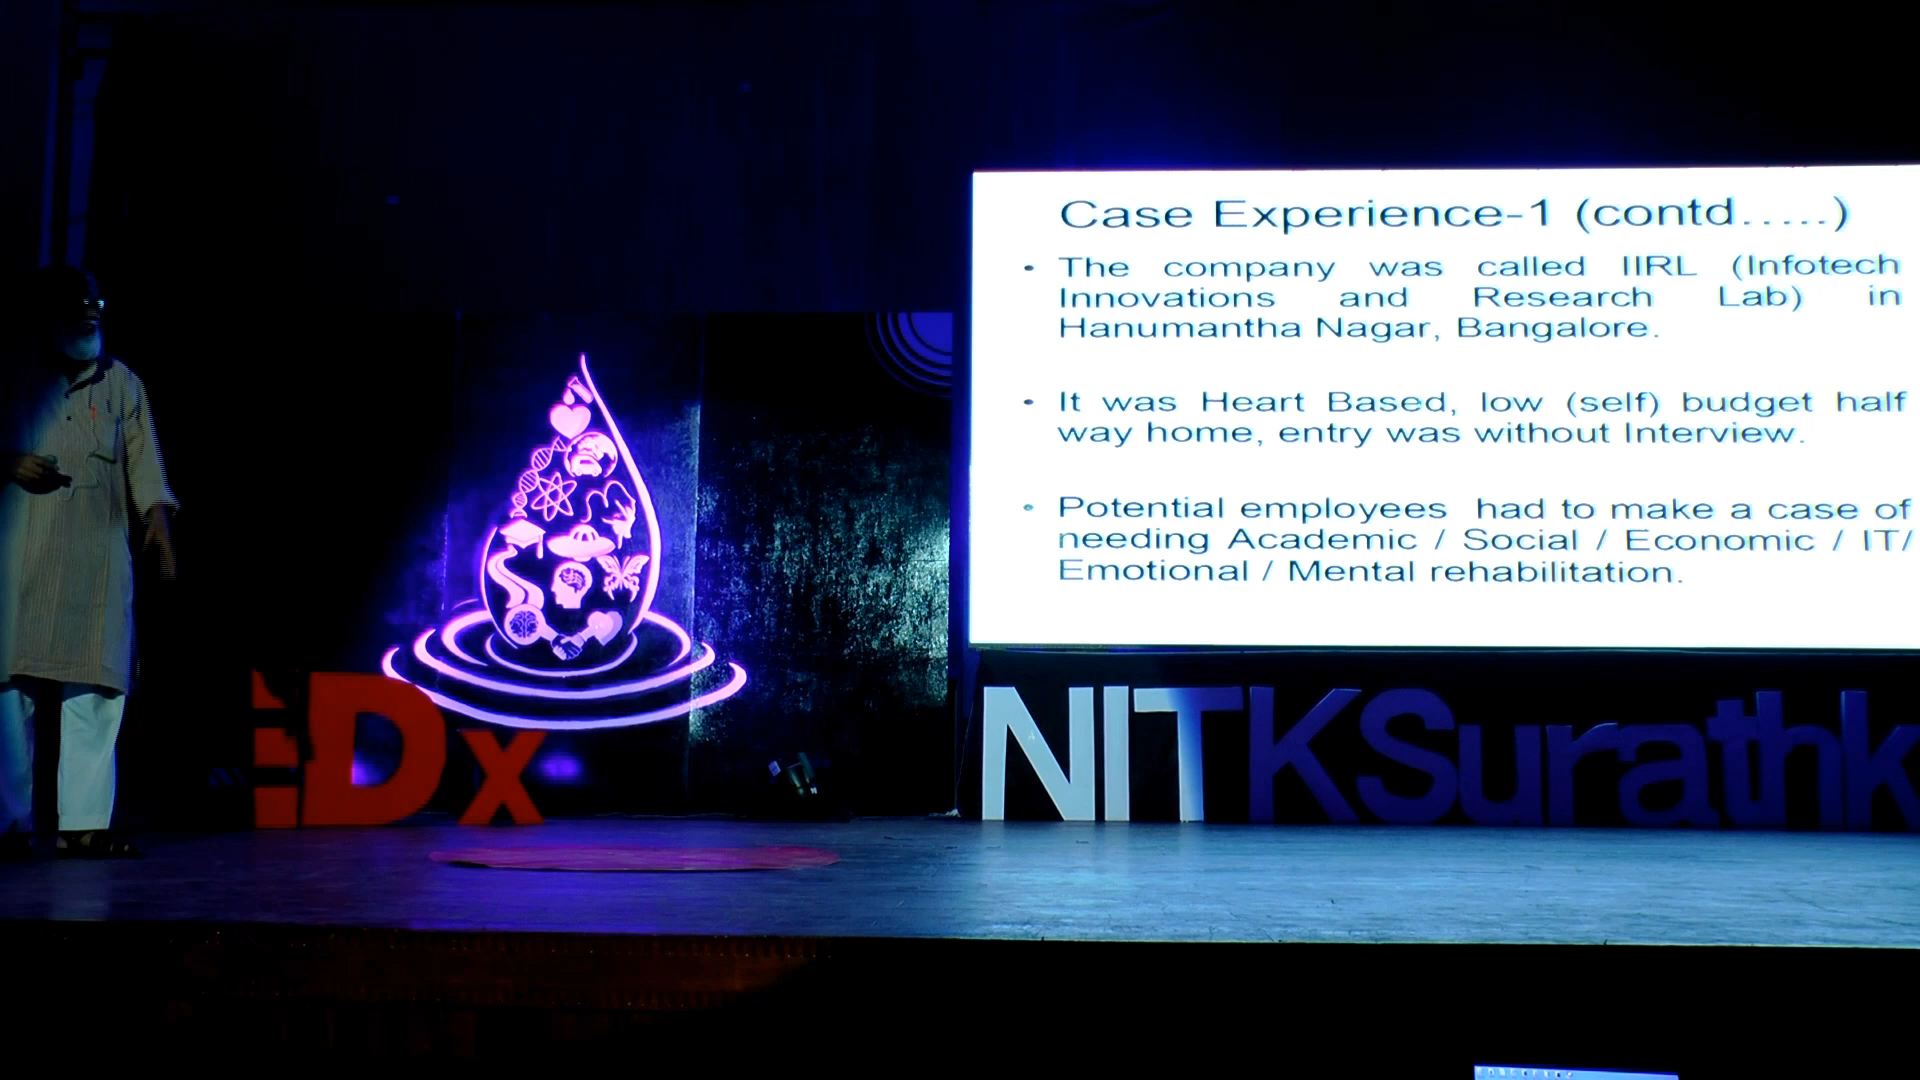 Case Experience-1 (contd.....)
• The company was called IIRL (Infotech
Innovations and Research Lab) in
Hanumantha Nagar, Bangalore.
• It was Heart Based, low (self) budget half
way home, entry was without Interview.
• Potential employees had to make a case of
needing Academic / Social / Economic / IT/
Emotional / Mental rehabilitation.
EDx
NITKSurathk